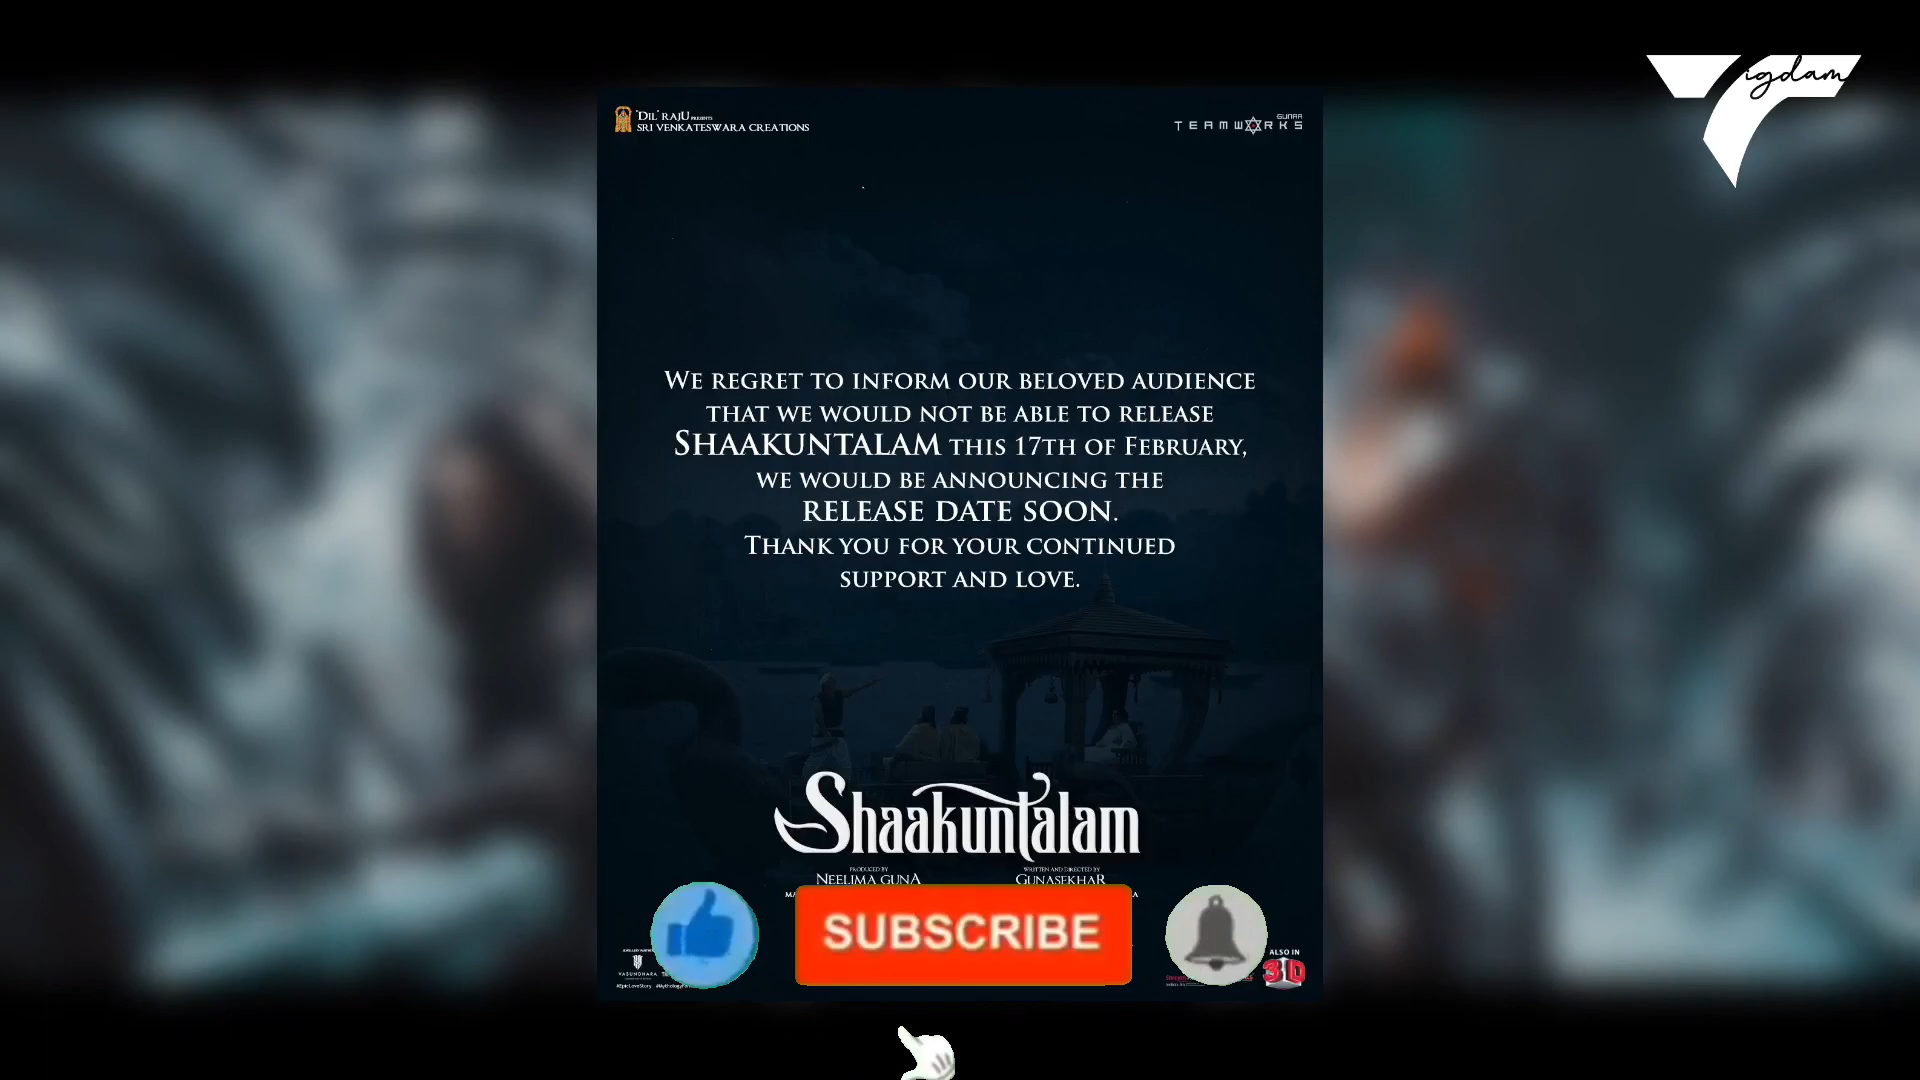 igdam
'DIL' RAJU PRESENTS
SRI VENKATESWARA CREATIONS
GUNAA
TEAMWORKS
WE REGRET TO INFORM OUR BELOVED AUDIENCE
THAT WE WOULD NOT BE ABLE TO RELEASE
SHAAKUNTALAM THIS 17TH OF FEBRUARY,
WE WOULD BE ANNOUNCING THE
RELEASE DATE SOON.
THANK YOU FOR YOUR CONTINUED
SUPPORT AND LOVE.
Shaakuntalam
PRODUCED BY
NEELIMA GUNA
WRITTEN AND DIRECTED BY
GUNASEKHAR
SUBSCRIBE
VASUNDHARA
#EpicLoveStory
ALSO IN
3D